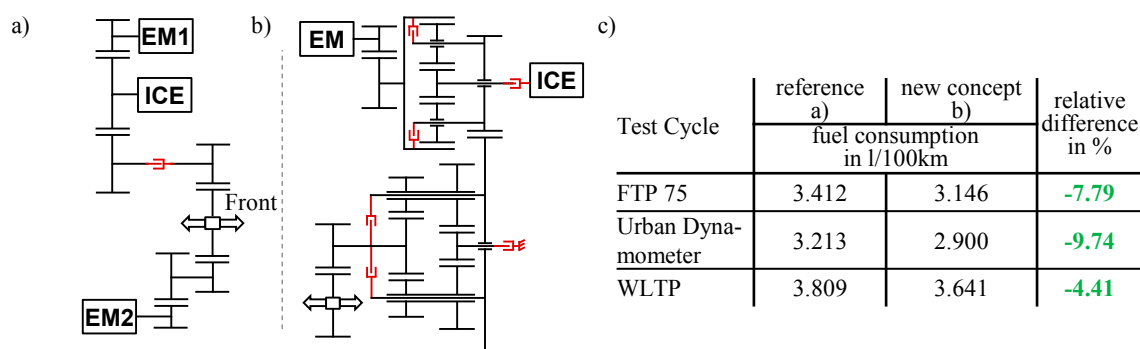 a)
EM1
ICE
Front
EM2
b)
EM
ICE
c)
Test Cycle
reference
a)
new concept
b)
relative
difference
in %
fuel consumption
in l/100km
FTP 75 3.412 3.146 -7.79
Urban Dyna-
mometer 3.213 2.900 -9.74
WLTP 3.809 3.641 -4.41